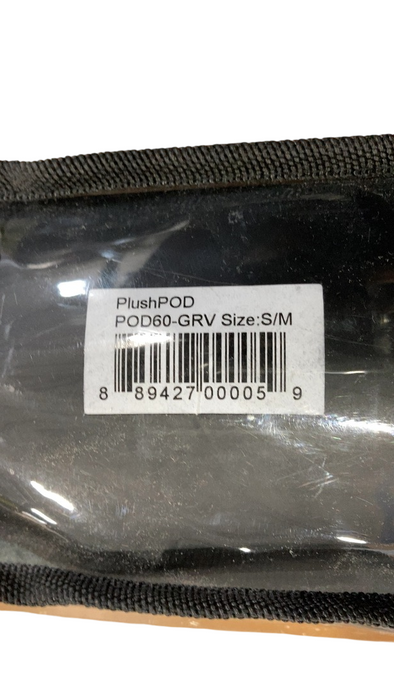 PlushPOD
POD60-GRV Size:S/M
8 89427 00005 9